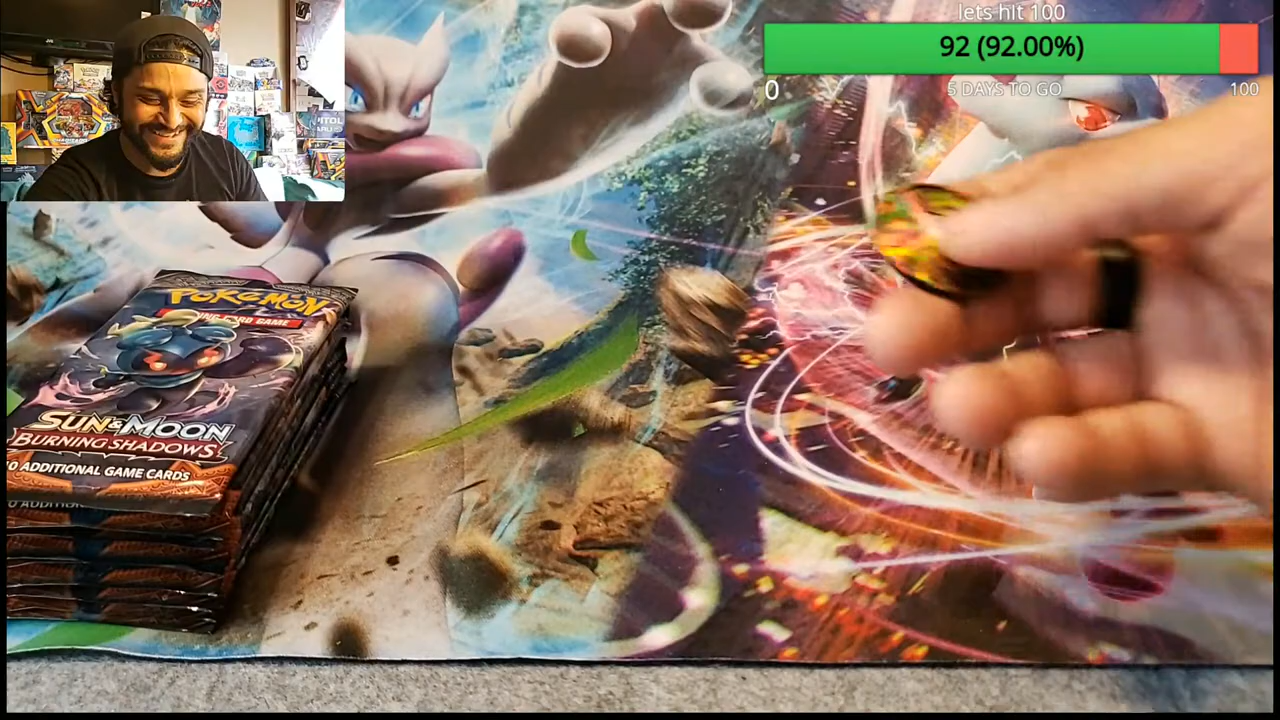 lets hit 100
92 (92.00%)
0 5 DAYS TO GO 100
POKEMON
TRADING CARD GAME
SUN & MOON
BURNING SHADOWS
10 ADDITIONAL GAME CARDS